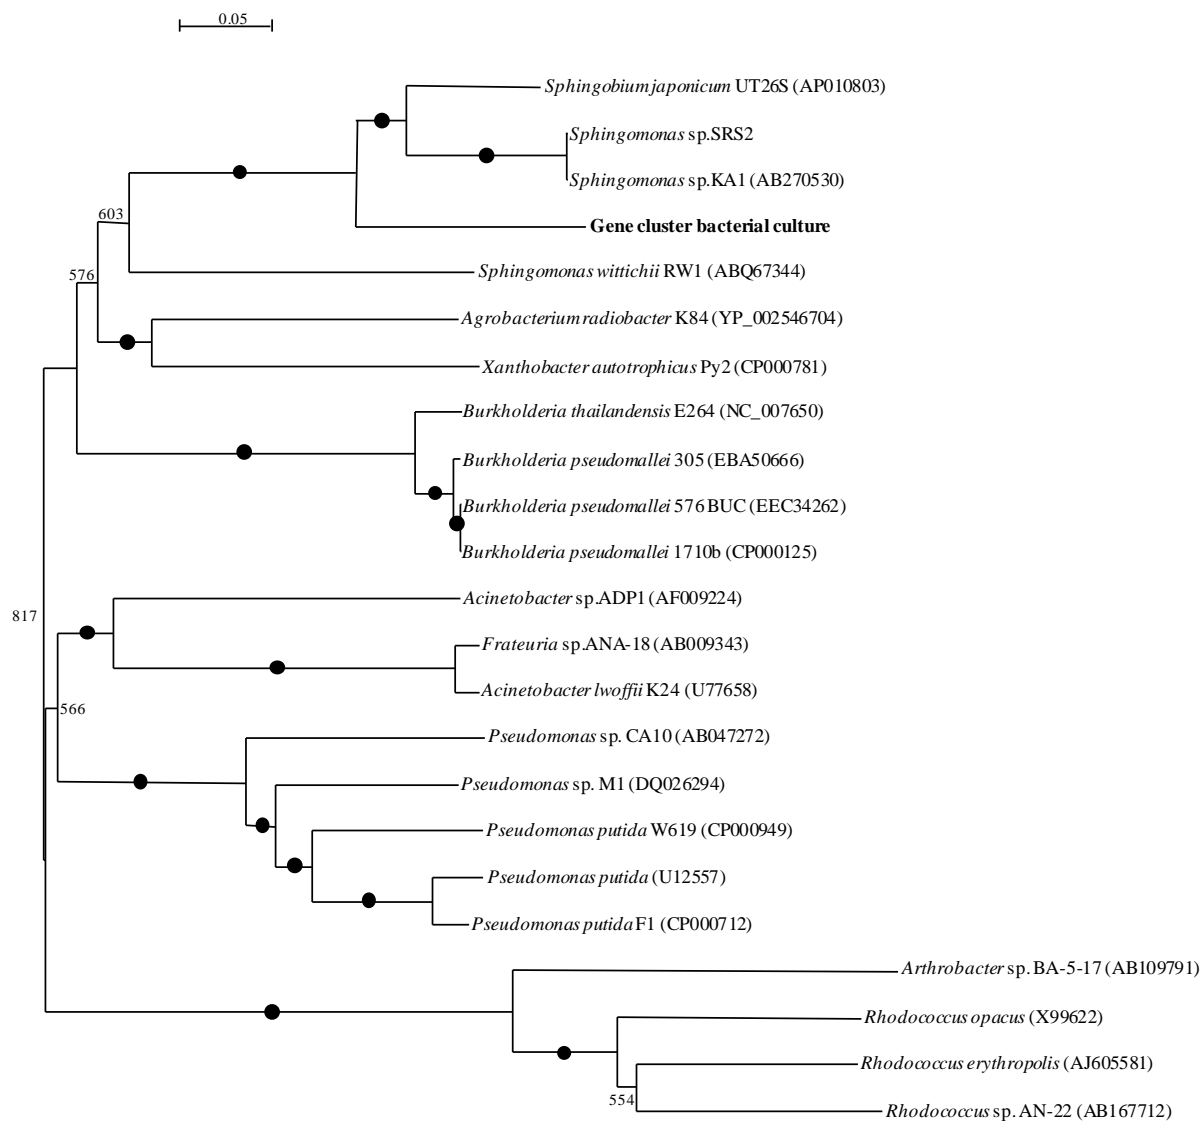 0.05
Sphingobium japonicum UT26S (AP010803)
Sphingomonas sp.SRS2
Sphingomonas sp.KA1 (AB270530)
603
Gene cluster bacterial culture
576
Sphingomonas wittichii RW1 (ABQ67344)
Agrobacterium radiobacter K84 (YP_002546704)
Xanthobacter autotrophicus Py2 (CP000781)
Burkholderia thailandensis E264 (NC_007650)
Burkholderia pseudomallei 305 (EBA50666)
Burkholderia pseudomallei 576 BUC (EEC34262)
Burkholderia pseudomallei 1710b (CP000125)
Acinetobacter sp.ADP1 (AF009224)
817
Frateuria sp.ANA-18 (AB009343)
Acinetobacter lwoffii K24 (U77658)
566
Pseudomonas sp. CA10 (AB047272)
Pseudomonas sp. M1 (DQ026294)
Pseudomonas putida W619 (CP000949)
Pseudomonas putida (U12557)
Pseudomonas putida F1 (CP000712)
Arthrobacter sp. BA-5-17 (AB109791)
Rhodococcus opacus (X99622)
Rhodococcus erythropolis (AJ605581)
554
Rhodococcus sp. AN-22 (AB167712)